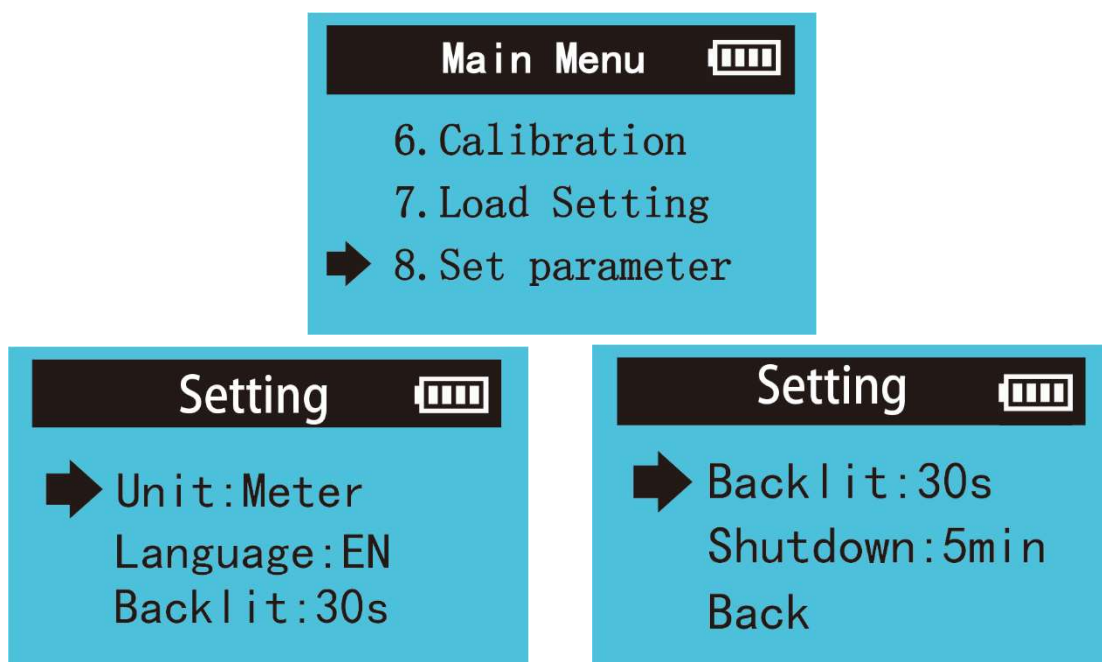 Main Menu
6.Calibration
7.Load Setting
8.Set parameter
Setting
Unit:Meter
Language:EN
Backlit:30s
Setting
Backlit:30s
Shutdown:5min
Back